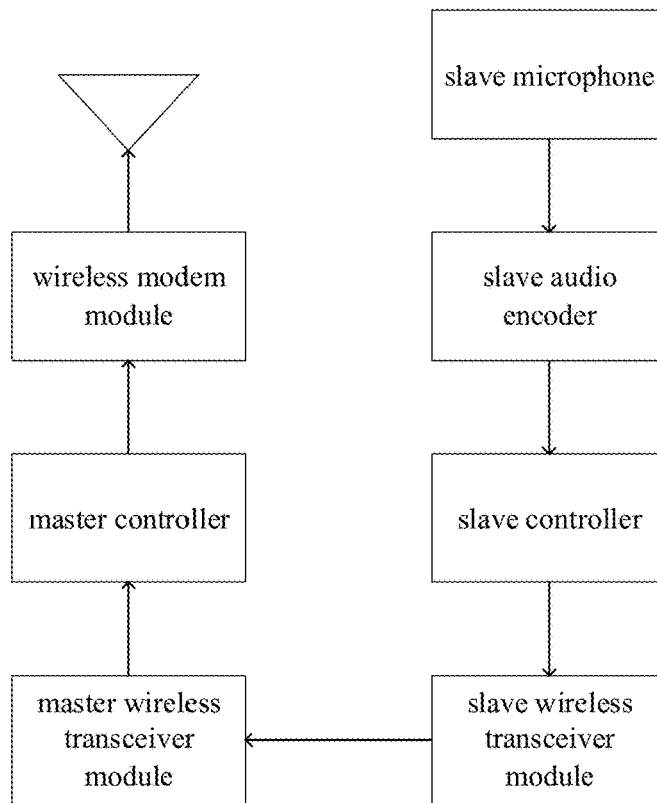 slave microphone
wireless modem
module
slave audio
encoder
master controller
slave controller
master wireless
transceiver
module
slave wireless
transceiver
module